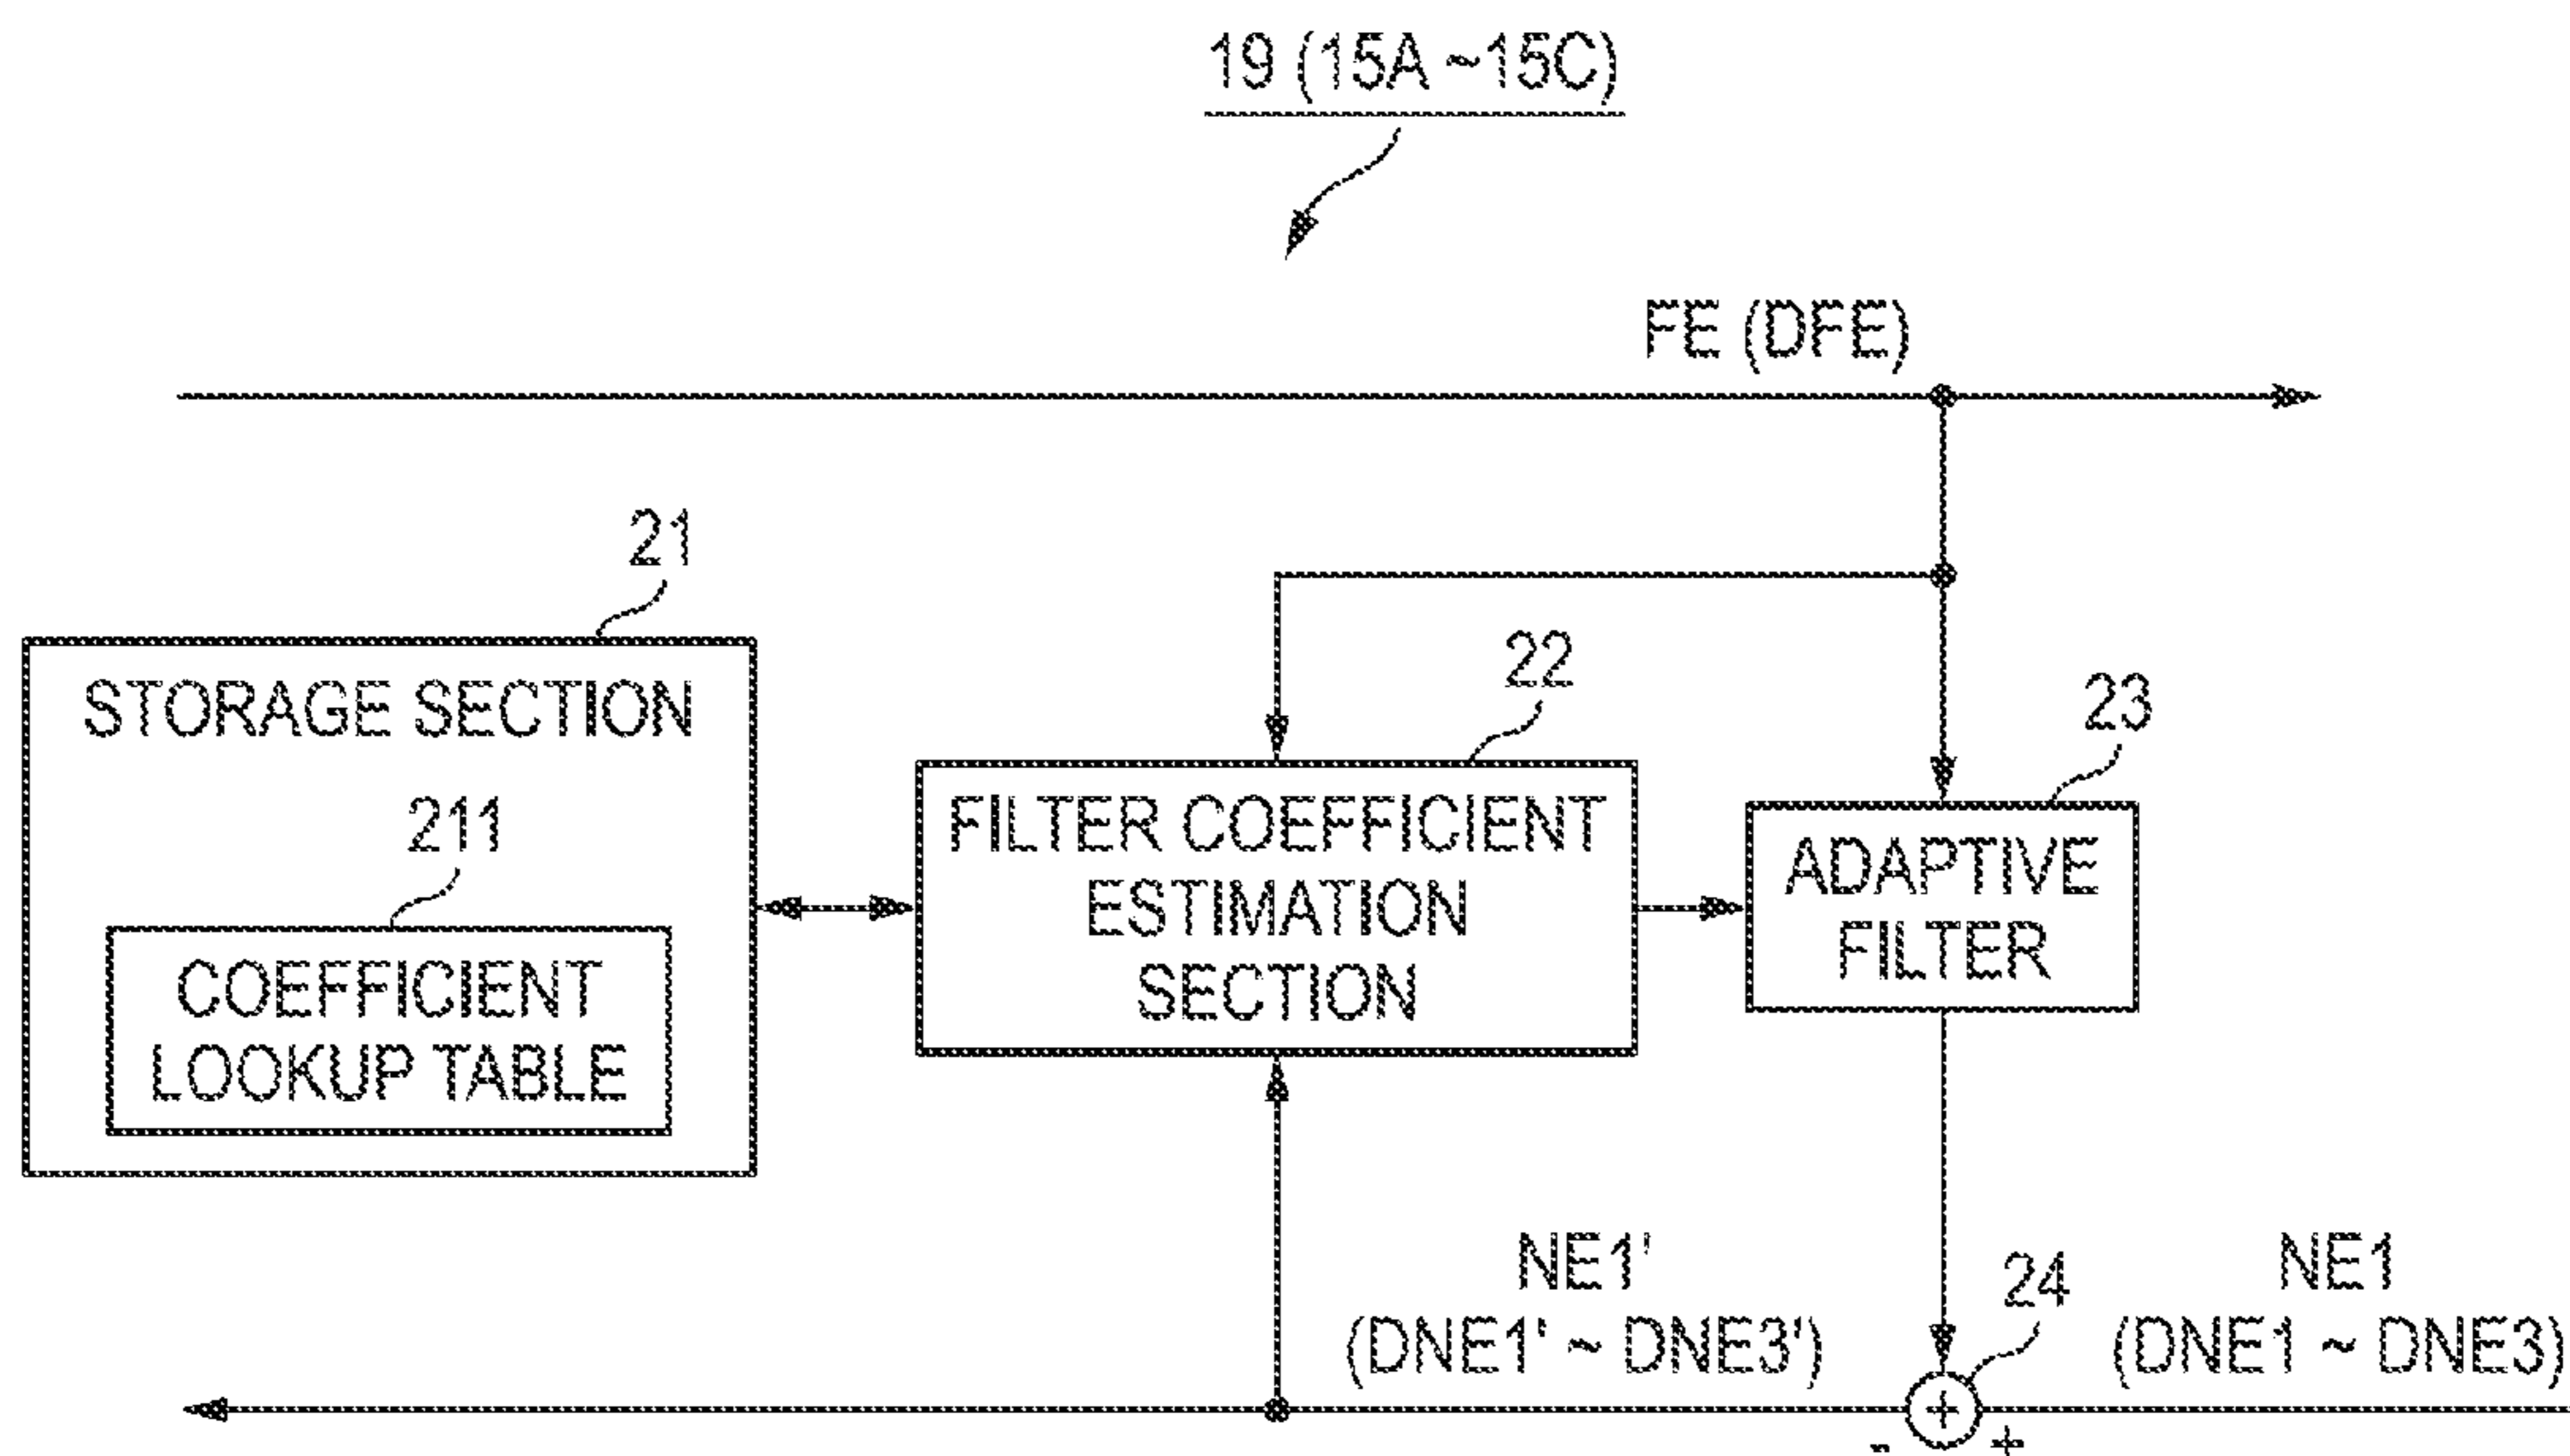 19 (15A ~15C)
FE (DFE)
21
STORAGE SECTION
211
COEFFICIENT
LOOKUP TABLE
22
FILTER COEFFICIENT
ESTIMATION
SECTION
23
ADAPTIVE
FILTER
NE1'
(DNE1' ~ DNE3')
24
NE1
(DNE1 ~ DNE3)
+
- +